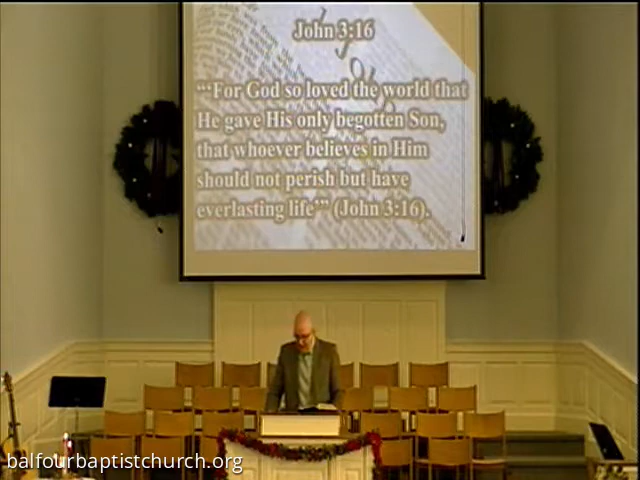 John 3:16
"'For God so loved the world that
He gave His only begotten Son,
that whoever believes in Him
should not perish but have
everlasting life'" (John 3:16).
balfourbaptistchurch.org